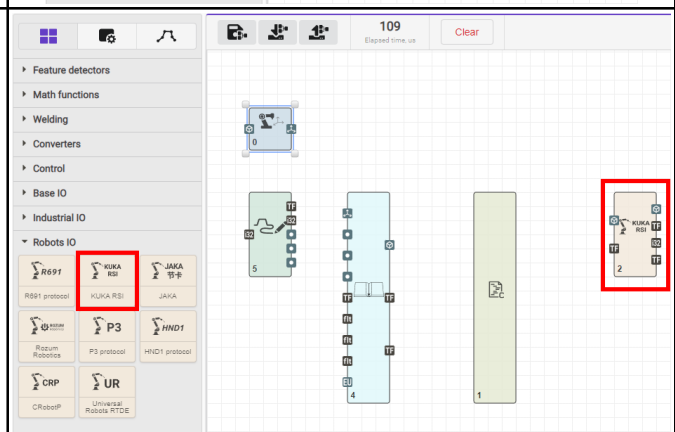 109
Elapsed time, us
Clear
Feature detectors
Math functions
Welding
Converters
Control
Base IO
Industrial IO
Robots IO
R691
R691 protocol
KUKA
RSI
KUKA RSI
JAKA
节卡
JAKA
Rozum
Robotics
P3
P3 protocol
HND1
HND1 protocol
CRP
CRobotP
UR
Universal
Robots RTDE
0
I32
TF
I32
5
TF
flt
flt
flt
EU
TF
TF
4
1
KUKA
RSI
TF
TF
I32
TF
2